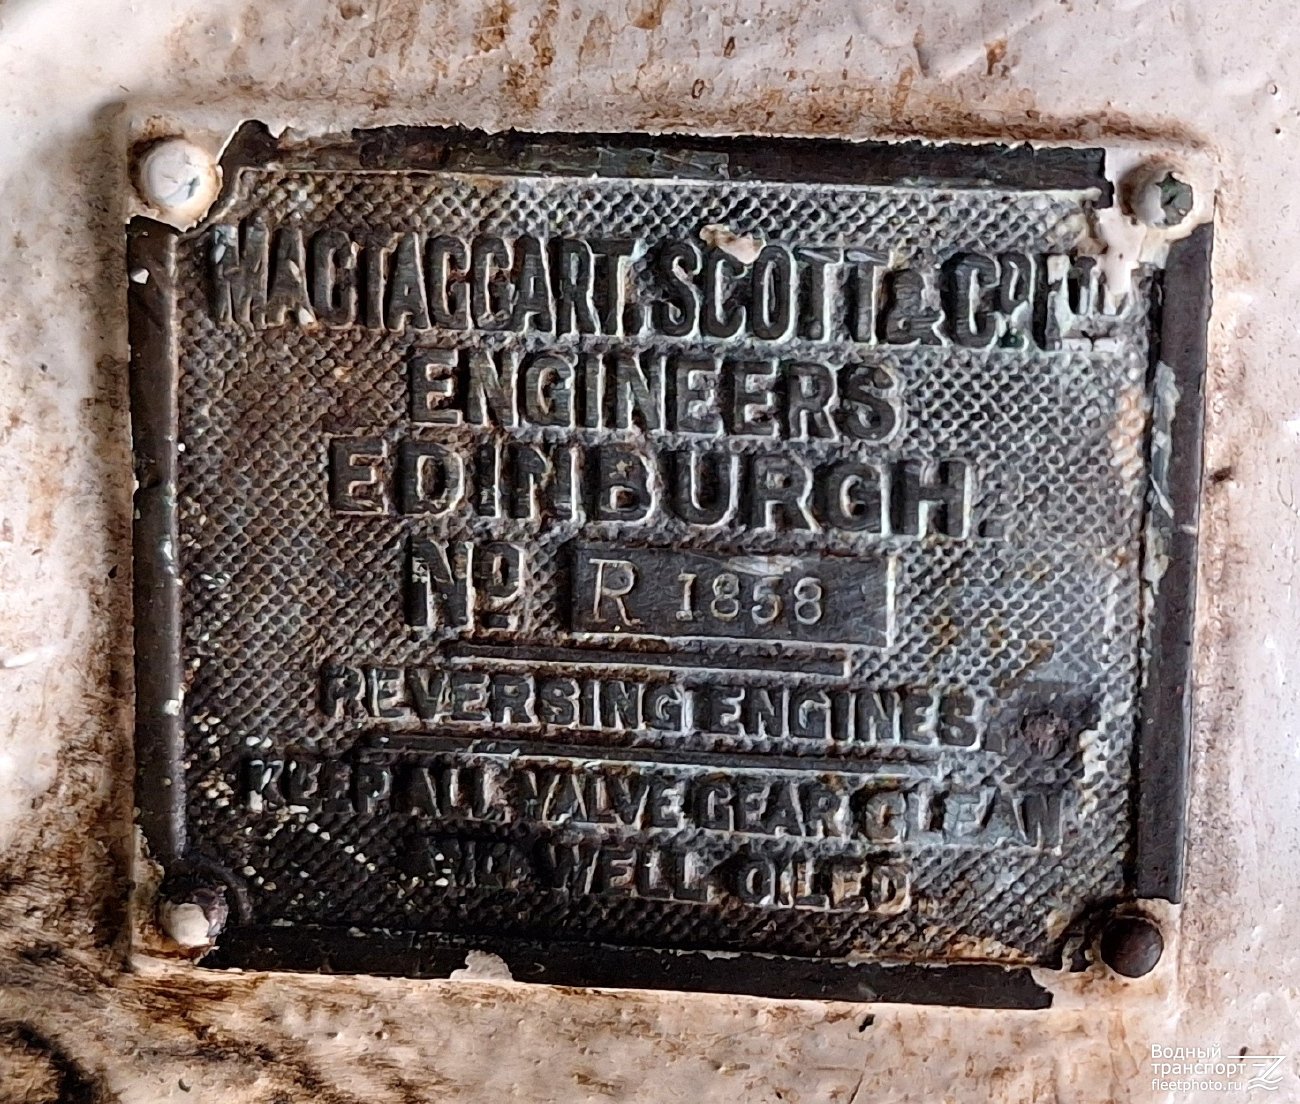 MACTAGGART, SCOTT & Cº Lᵀᴰ
ENGINEERS
EDINBURGH.
Nº R 1858
REVERSING ENGINES.
KEEP ALL VALVE GEAR CLEAN
AND WELL OILED
Водный
транспорт
fleetphoto.ru